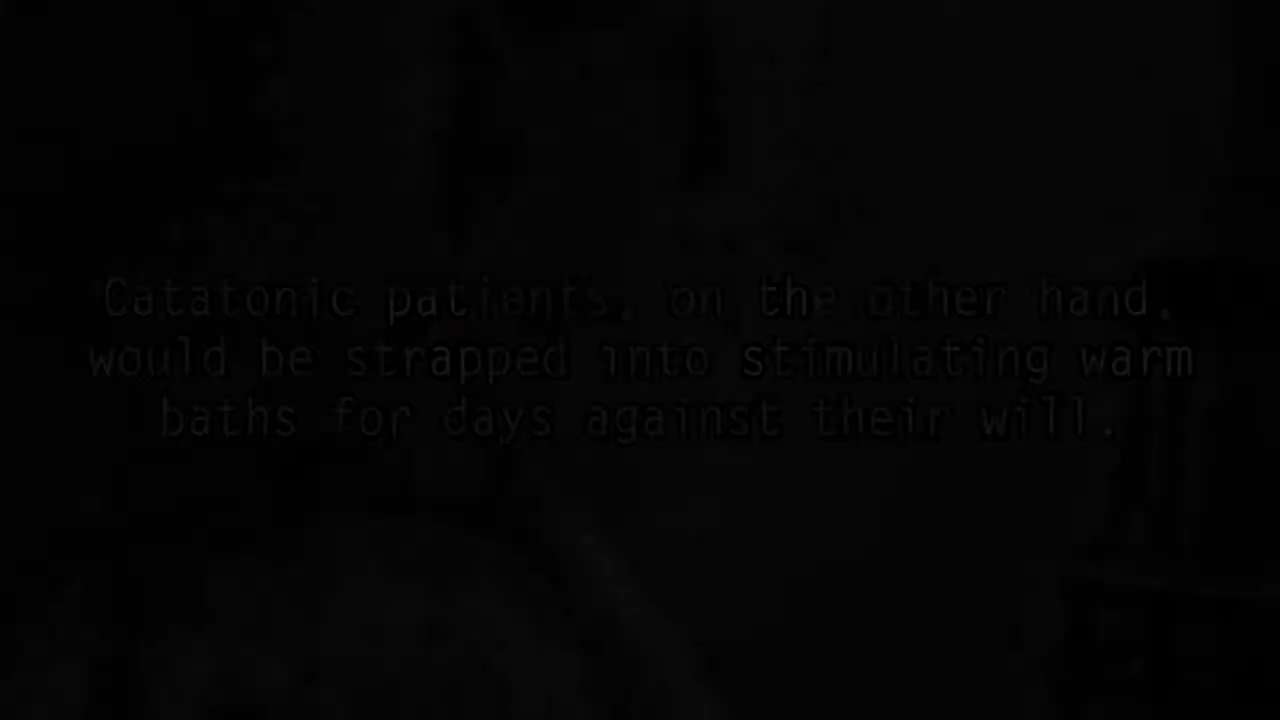 Catatonic patients, on the other hand,
would be strapped into stimulating warm
baths for days against their will.